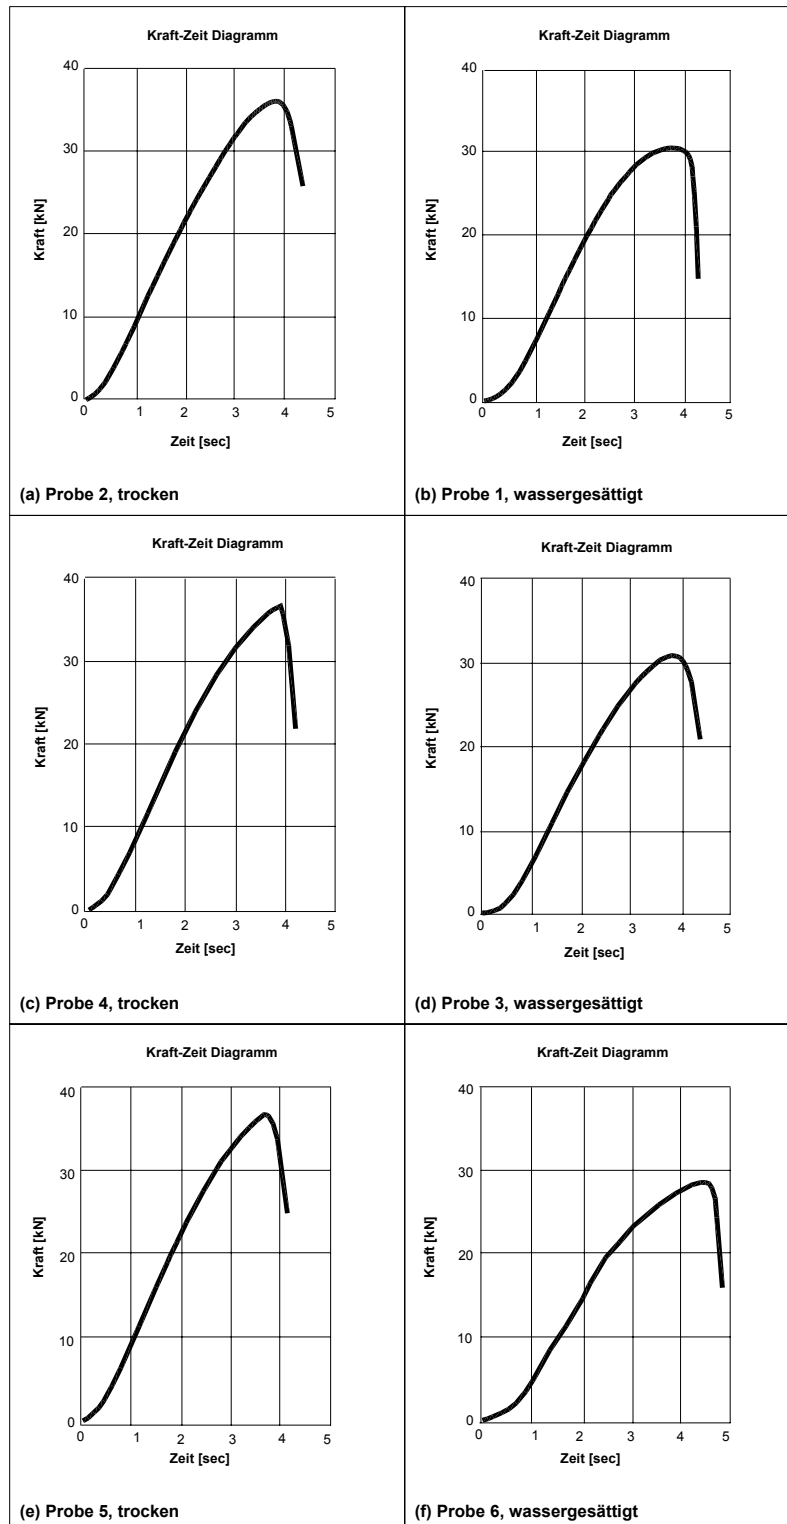 Kraft-Zeit Diagramm
40
30
20
10
0
Kraft [kN]
0 1 2 3 4 5
Zeit [sec]
(a) Probe 2, trocken
Kraft-Zeit Diagramm
40
30
20
10
0
Kraft [kN]
0 1 2 3 4 5
Zeit [sec]
(b) Probe 1, wassergesättigt
Kraft-Zeit Diagramm
40
30
20
10
0
Kraft [kN]
0 1 2 3 4 5
Zeit [sec]
(c) Probe 4, trocken
Kraft-Zeit Diagramm
40
30
20
10
0
Kraft [kN]
0 1 2 3 4 5
Zeit [sec]
(d) Probe 3, wassergesättigt
Kraft-Zeit Diagramm
40
30
20
10
0
Kraft [kN]
0 1 2 3 4 5
Zeit [sec]
(e) Probe 5, trocken
Kraft-Zeit Diagramm
40
30
20
10
0
Kraft [kN]
0 1 2 3 4 5
Zeit [sec]
(f) Probe 6, wassergesättigt